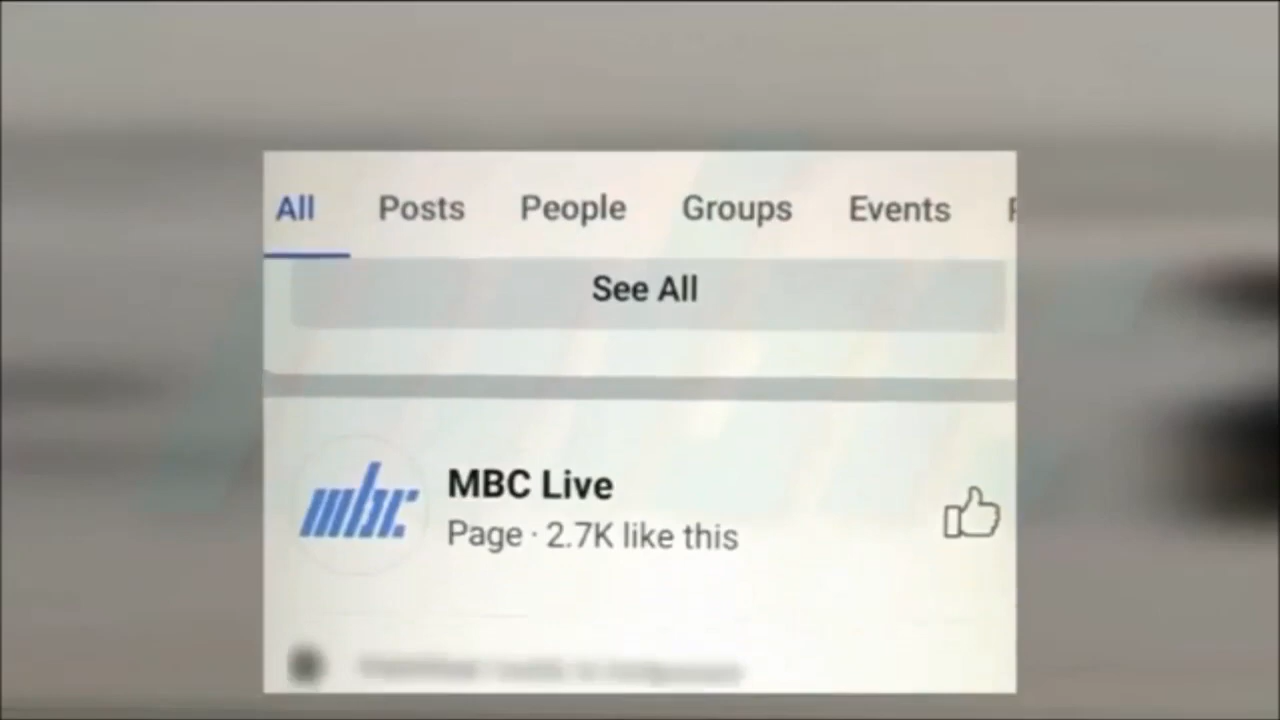 All Posts People Groups Events
See All
mbc
MBC Live
Page · 2.7K like this